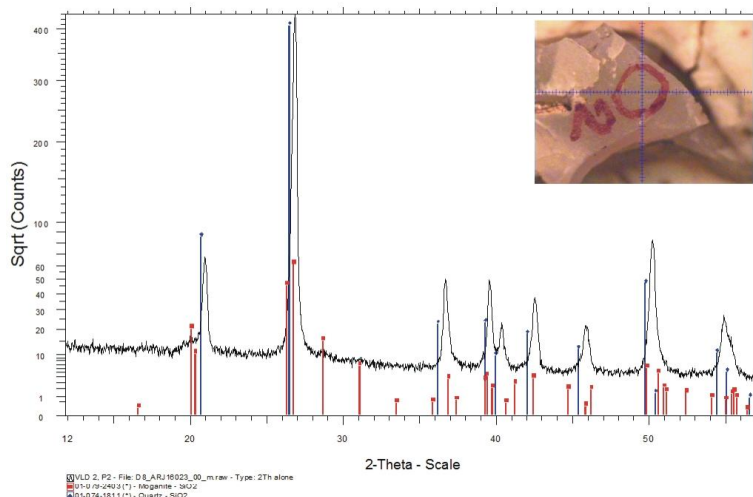 400
300
200
100
60
50
40
30
20
10
1
0
Sqrt (Counts)
12 20 30 40 50
2-Theta - Scale
VLD 2, P2 - File: D8_ARJ16023_00_m.raw - Type: 2Th alone
01-079-2403 (*) - Moganite - SiO2
01-074-1811 (*) - Quartz - SiO2